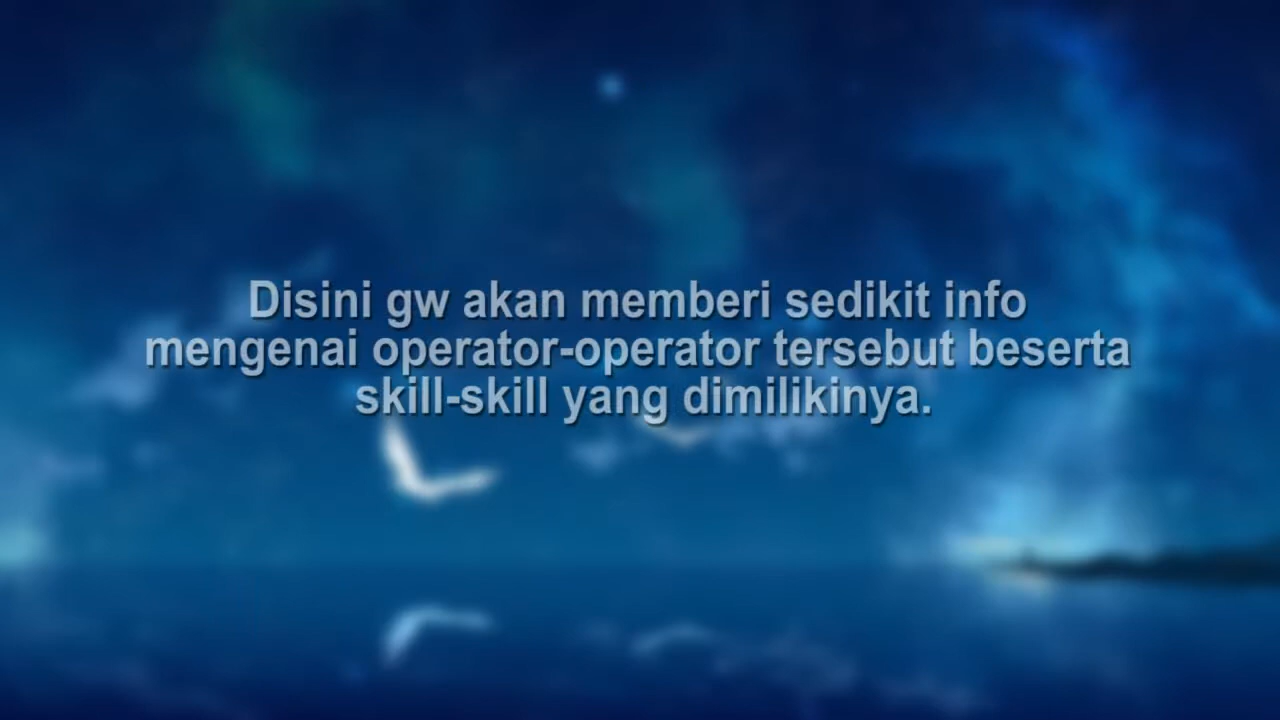 Disini gw akan memberi sedikit info
mengenai operator-operator tersebut beserta
skill-skill yang dimilikinya.